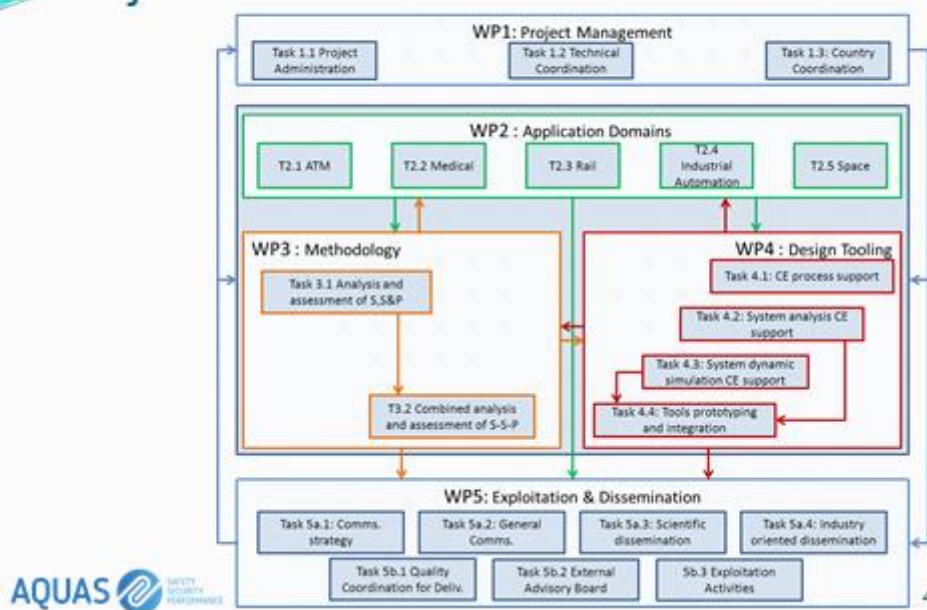 WP1: Project Management
Task 1.1 Project
Administration
Task 1.2 Technical
Coordination
Task 1.3: Country
Coordination
WP2 : Application Domains
T2.1 ATM
T2.2 Medical
T2.3 Rail
T2.4
Industrial
Automation
T2.5 Space
WP3 : Methodology
Task 3.1 Analysis and
assessment of S,S&P
T3.2 Combined analysis
and assessment of S-S-P
WP4 : Design Tooling
Task 4.1: CE process support
Task 4.2: System analysis CE
support
Task 4.3: System dynamic
simulation CE support
Task 4.4: Tools prototyping
and integration
WP5: Exploitation & Dissemination
Task 5a.1: Comms.
strategy
Task 5a.2: General
Comms.
Task 5a.3: Scientific
dissemination
Task 5a.4: Industry
oriented dissemination
Task 5b.1 Quality
Coordination for Deliv.
Task 5b.2 External
Advisory Board
5b.3 Exploitation
Activities
AQUAS
SAFETY
SECURITY
PERFORMANCE